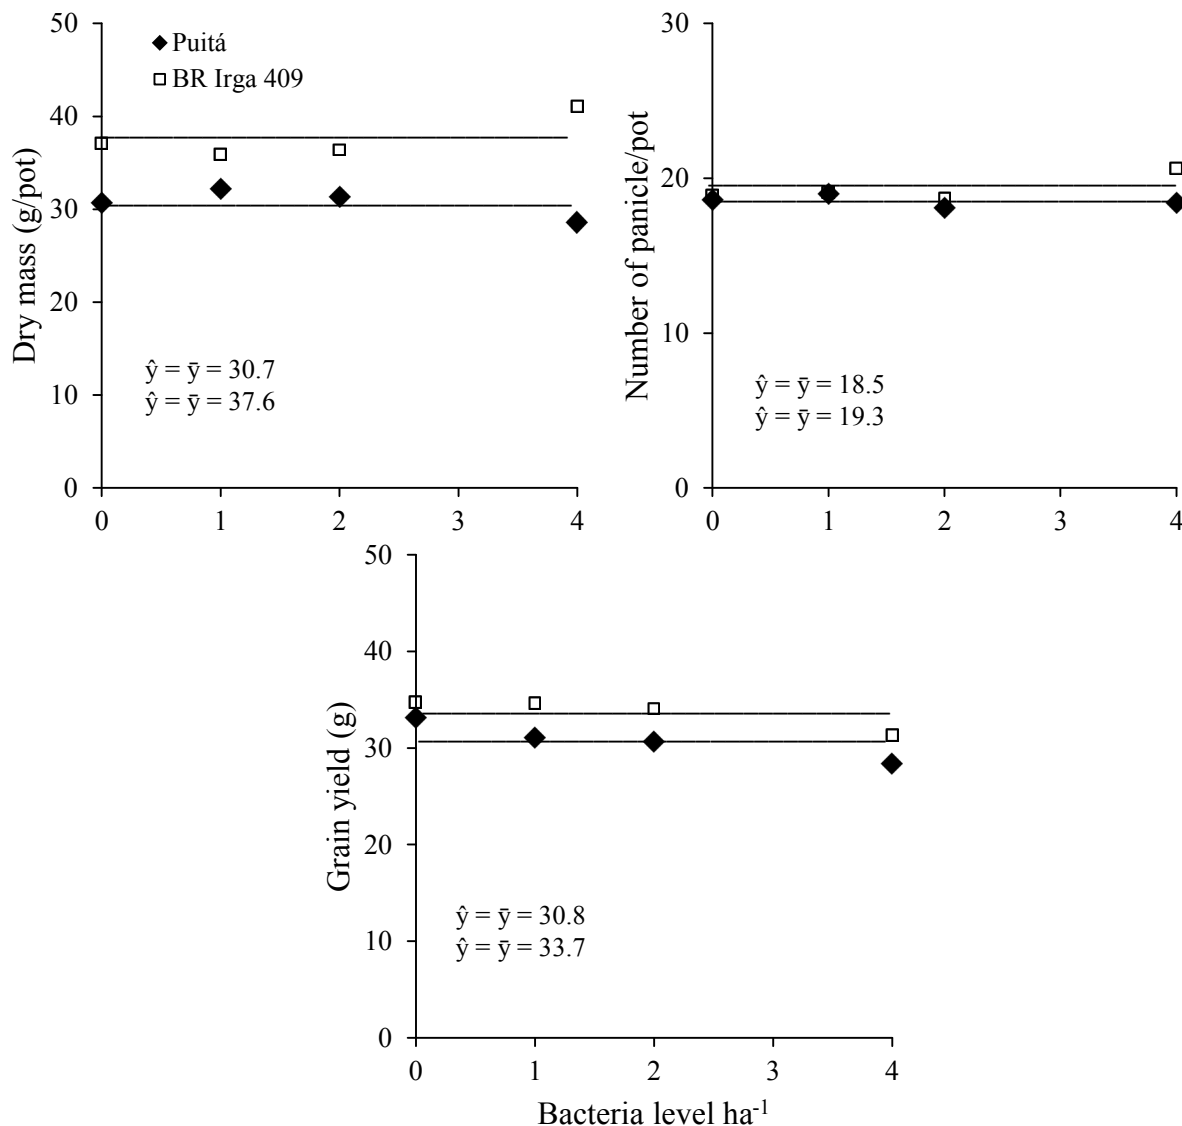 Dry mass (g/pot)
50
40
30
20
10
0
◆ Puitá
□ BR Irga 409
ŷ = ȳ = 30.7
ŷ = ȳ = 37.6
0 1 2 3 4
Number of panicle/pot
30
20
10
0
ŷ = ȳ = 18.5
ŷ = ȳ = 19.3
0 1 2 3 4
Grain yield (g)
50
40
30
20
10
0
ŷ = ȳ = 30.8
ŷ = ȳ = 33.7
0 1 2 3 4
Bacteria level ha⁻¹